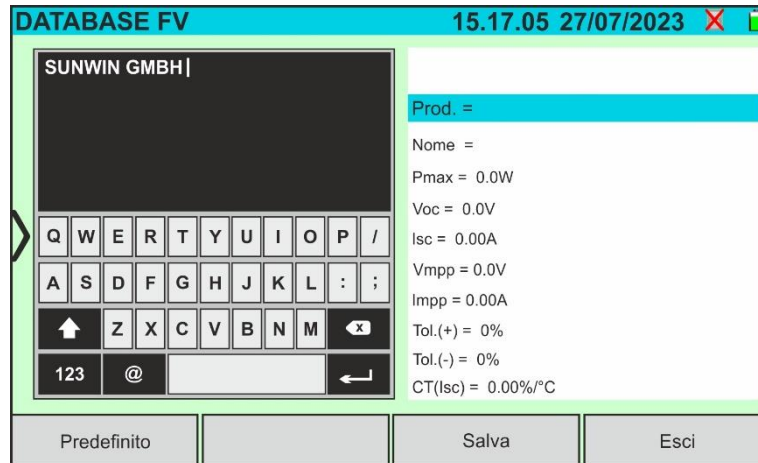 DATABASE FV 15.17.05 27/07/2023
SUNWIN GMBH
Q W E R T Y U I O P /
A S D F G H J K L : ;
Z X C V B N M x
123 @
Prod. =
Nome =
Pmax = 0.0W
Voc = 0.0V
Isc = 0.00A
Vmpp = 0.0V
Impp = 0.00A
Tol.(+) = 0%
Tol.(-) = 0%
CT(Isc) = 0.00%/°C
Predefinito Salva Esci